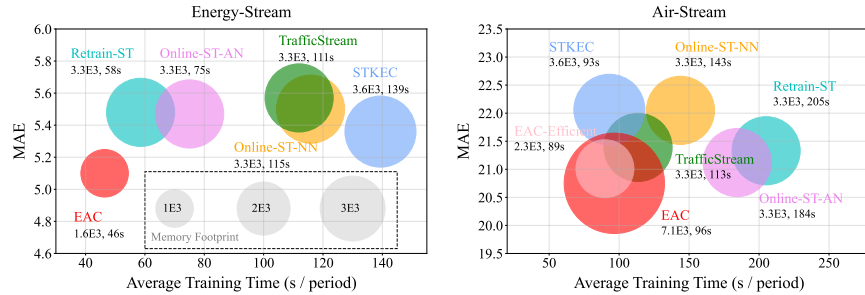 Energy-Stream
MAE
6.0
5.8
5.6
5.4
5.2
5.0
4.8
4.6
Retrain-ST
3.3E3, 58s
Online-ST-AN
3.3E3, 75s
TrafficStream
3.3E3, 111s
STKEC
3.6E3, 139s
Online-ST-NN
3.3E3, 115s
EAC
1.6E3, 46s
1E3
2E3
3E3
Memory Footprint
40
60
80
100
120
140
Average Training Time (s / period)
Air-Stream
MAE
23.5
23.0
22.5
22.0
21.5
21.0
20.5
20.0
19.5
STKEC
3.6E3, 93s
Online-ST-NN
3.3E3, 143s
Retrain-ST
3.3E3, 205s
EAC-Efficient
2.3E3, 89s
TrafficStream
3.3E3, 113s
Online-ST-AN
3.3E3, 184s
EAC
7.1E3, 96s
50
100
150
200
250
Average Training Time (s / period)